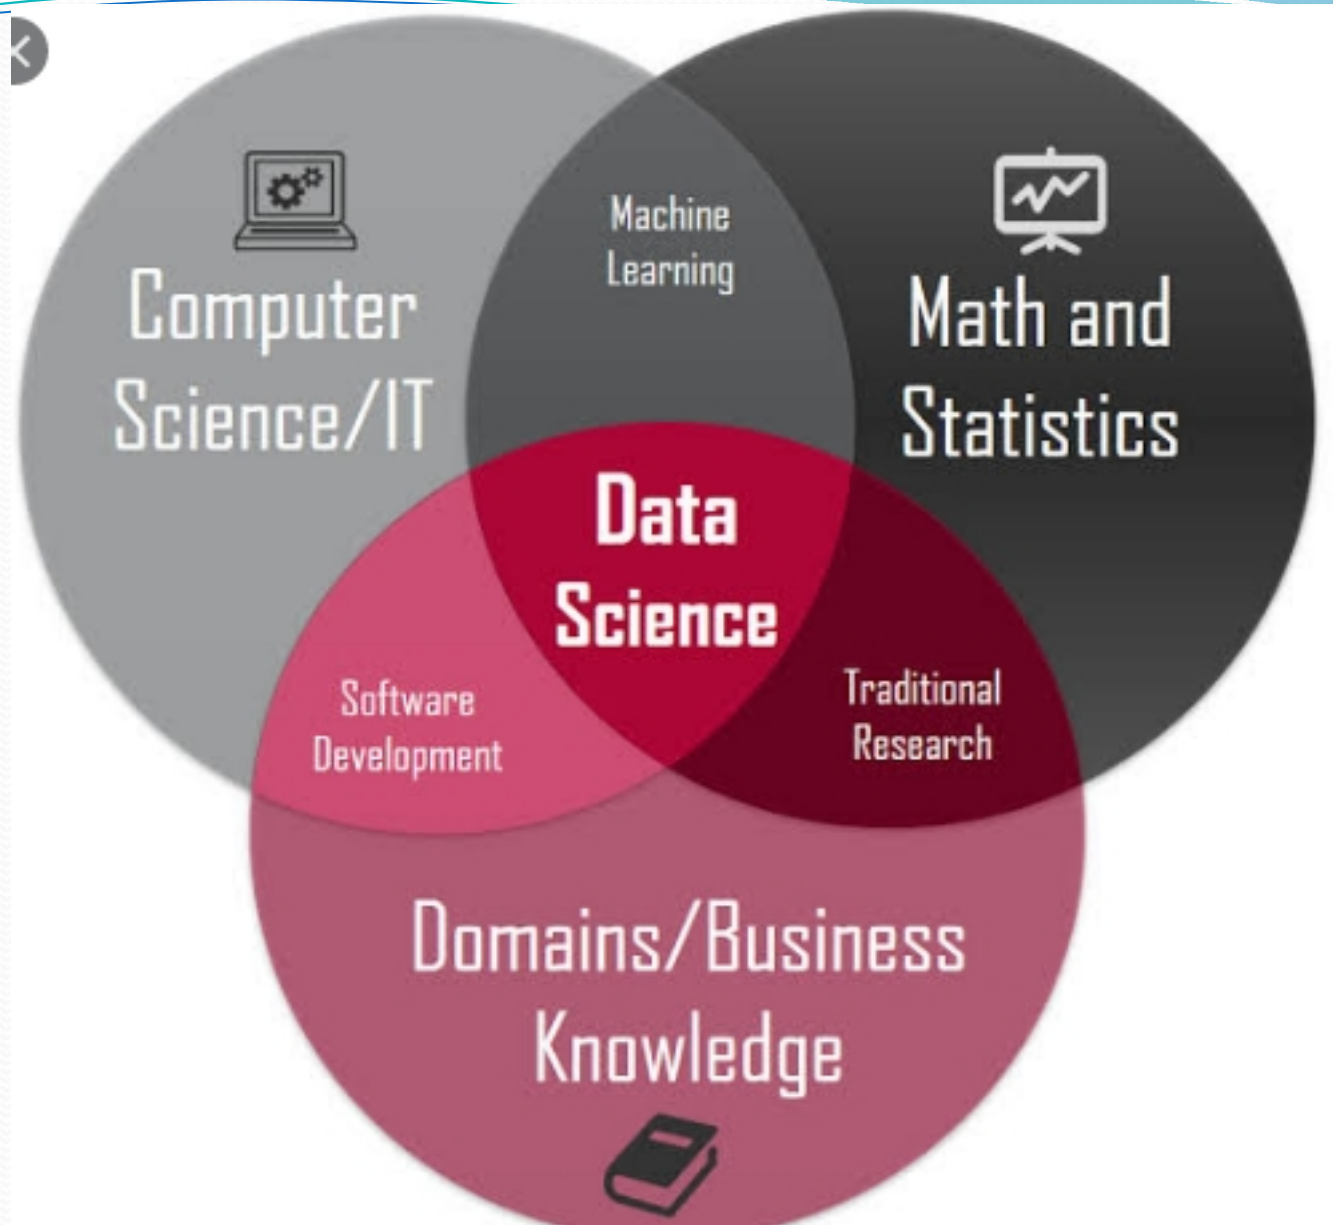 Machine
Learning
Computer
Science/IT
Math and
Statistics
Data
Science
Software
Development
Traditional
Research
Domains/Business
Knowledge